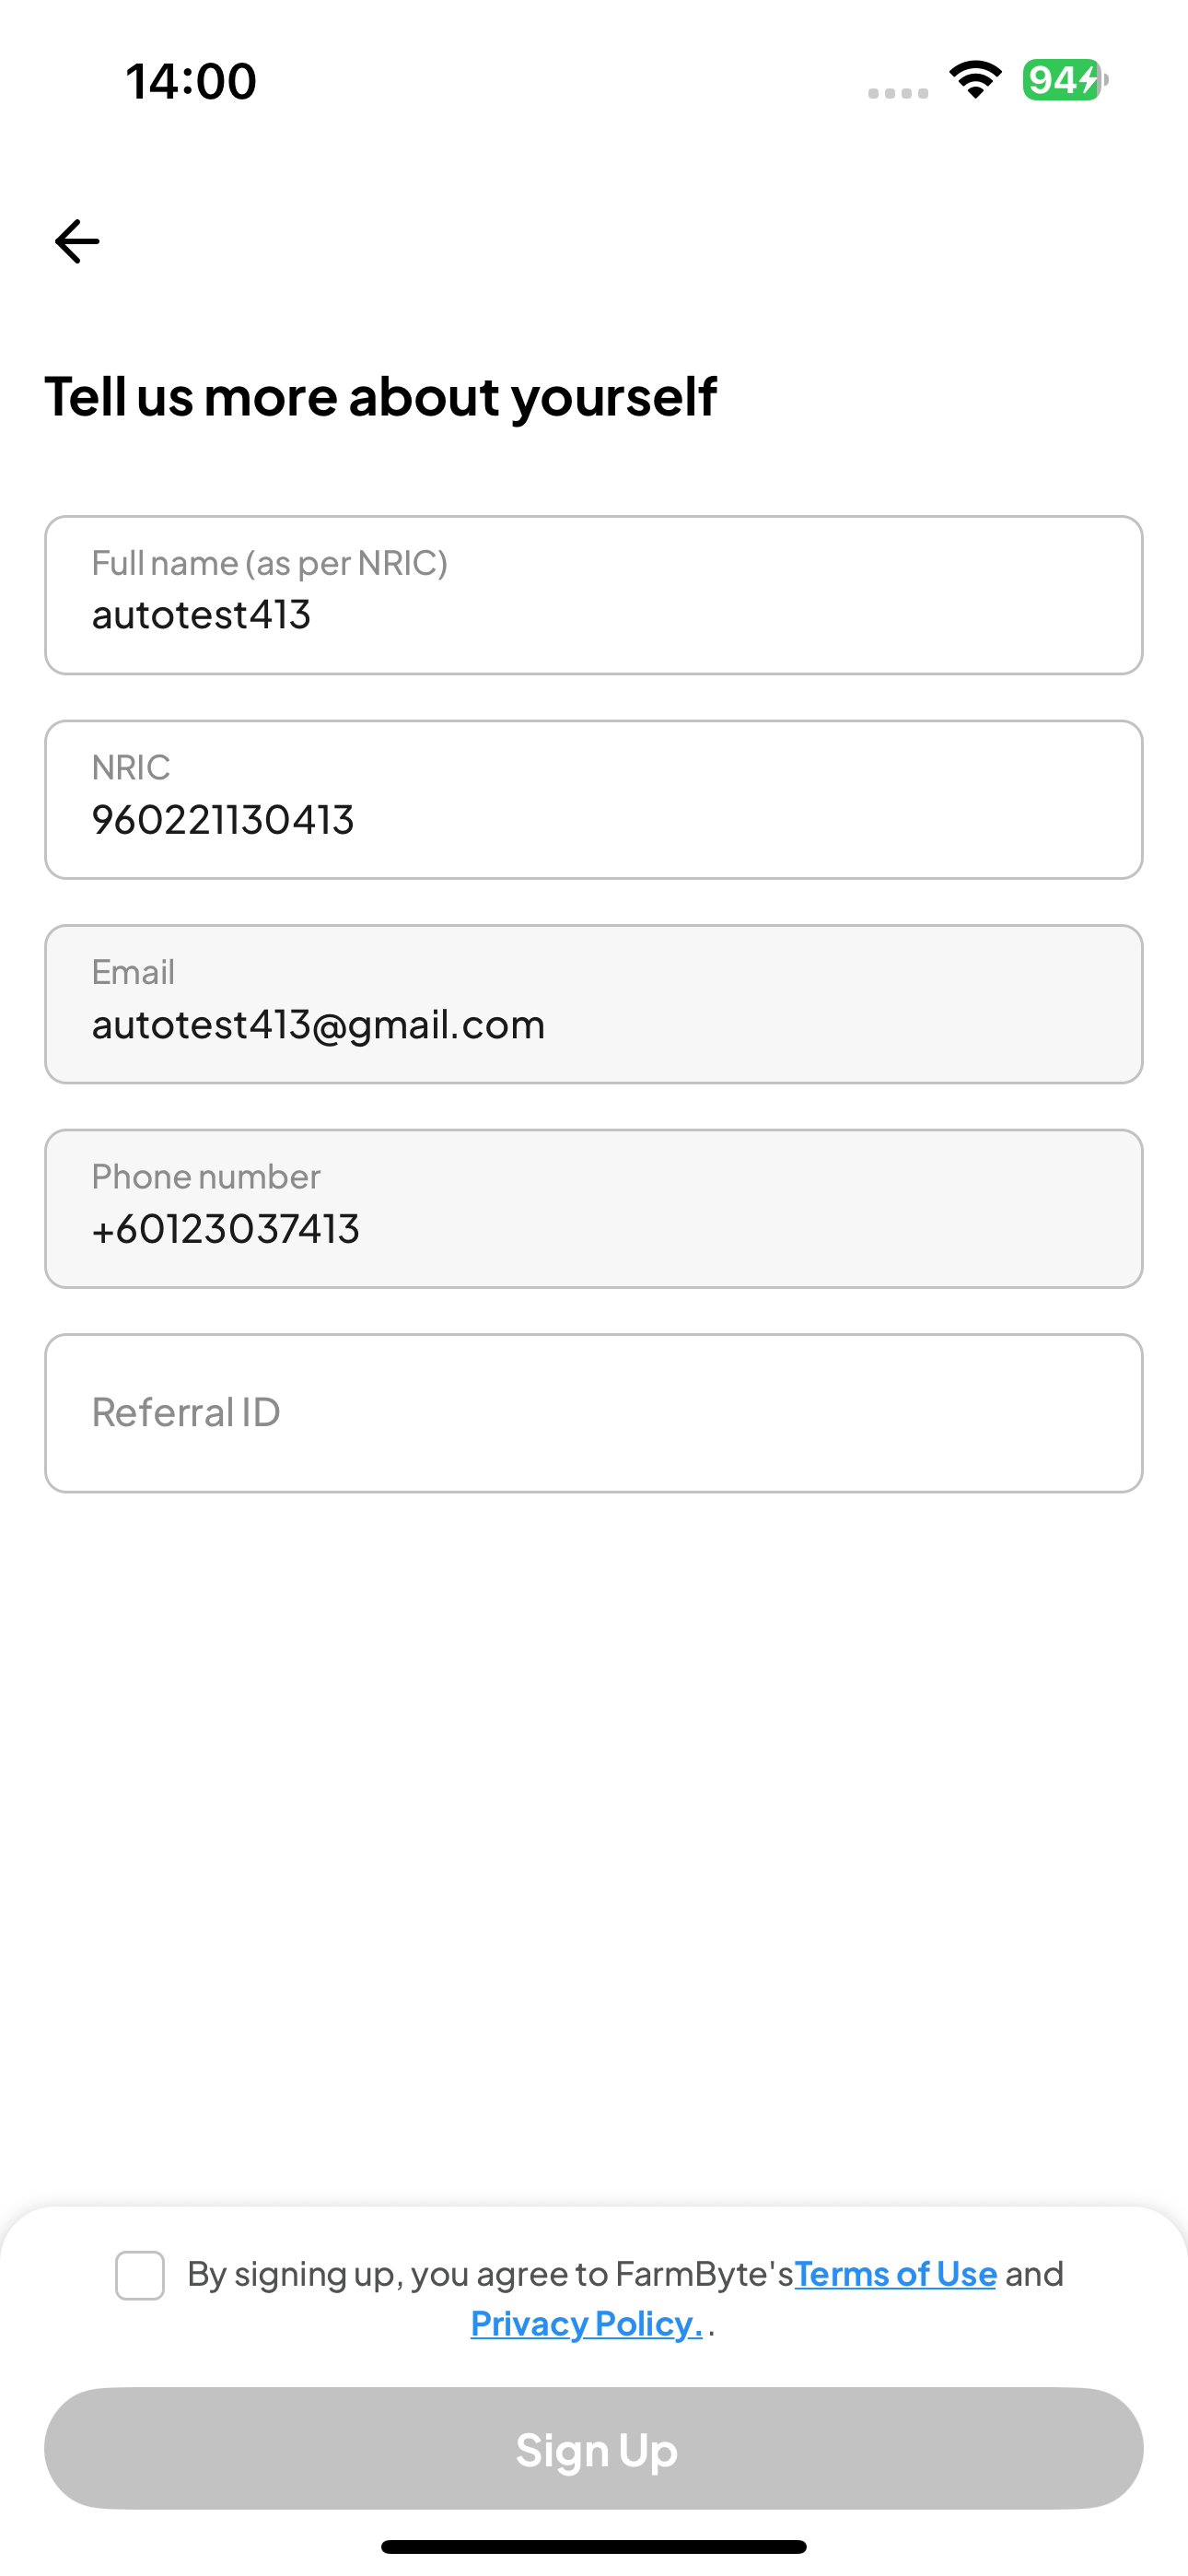 14:00
94
Tell us more about yourself
Full name (as per NRIC)
autotest413
NRIC
960221130413
Email
autotest413@gmail.com
Phone number
+60123037413
Referral ID
By signing up, you agree to FarmByte'sTerms of Use and
Privacy Policy. .
Sign Up